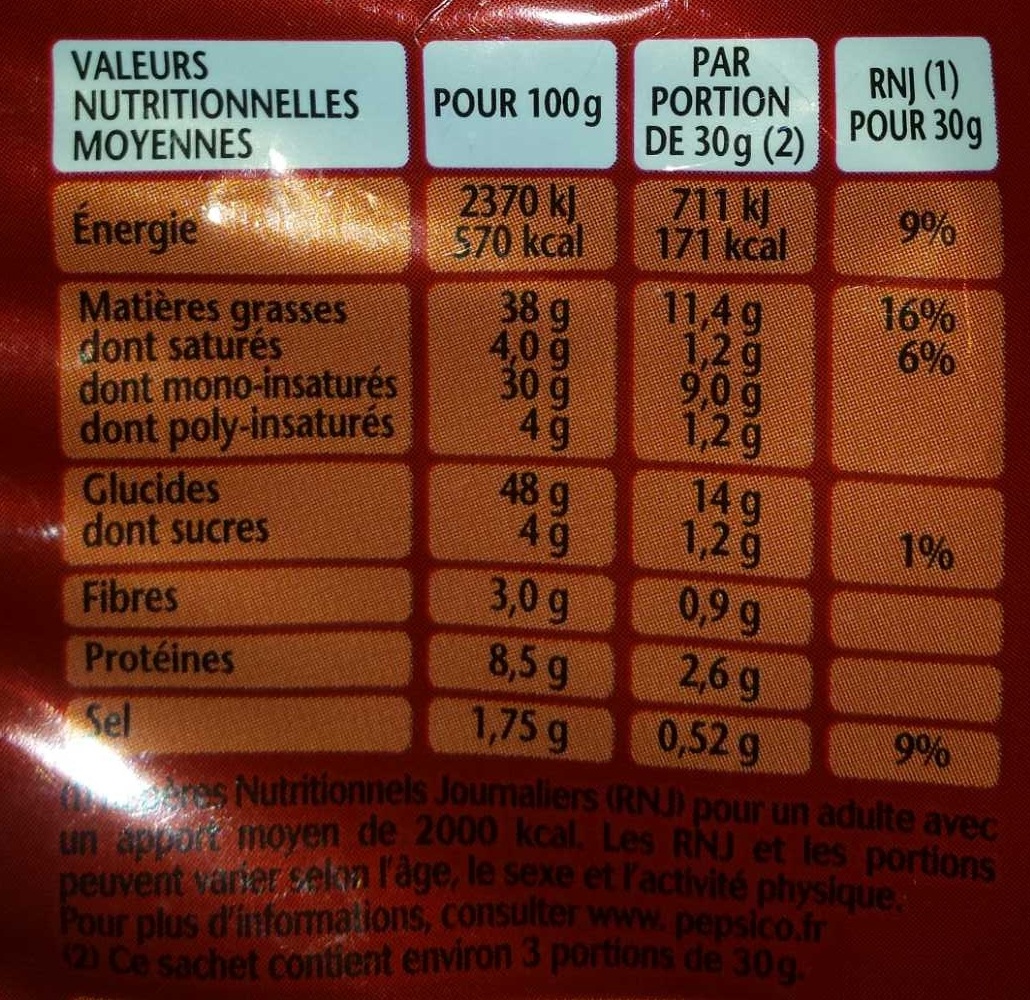 VALEURS NUTRITIONNELLES MOYENNES POUR 100g PAR PORTION DE 30g (2) RNJ (1) POUR 30g
Énergie 2370 kJ 570 kcal 711 kJ 171 kcal 9%
Matières grasses 38 g 11,4 g 16%
dont saturés 4,0 g 1,2 g 6%
dont mono-insaturés 30 g 9,0 g
dont poly-insaturés 4 g 1,2 g
Glucides 48 g 14 g
dont sucres 4 g 1,2 g 1%
Fibres 3,0 g 0,9 g
Protéines 8,5 g 2,6 g
Sel 1,75 g 0,52 g 9%
Nutritionnels Journaliers (RNJ) pour un adulte avec
un apport moyen de 2000 kcal. Les RNJ et les portions
peuvent varier selon l'âge, le sexe et l'activité physique.
Pour plus d'informations, consulter www. pepsico.fr
(2) Ce sachet contient environ 3 portions de 30g.